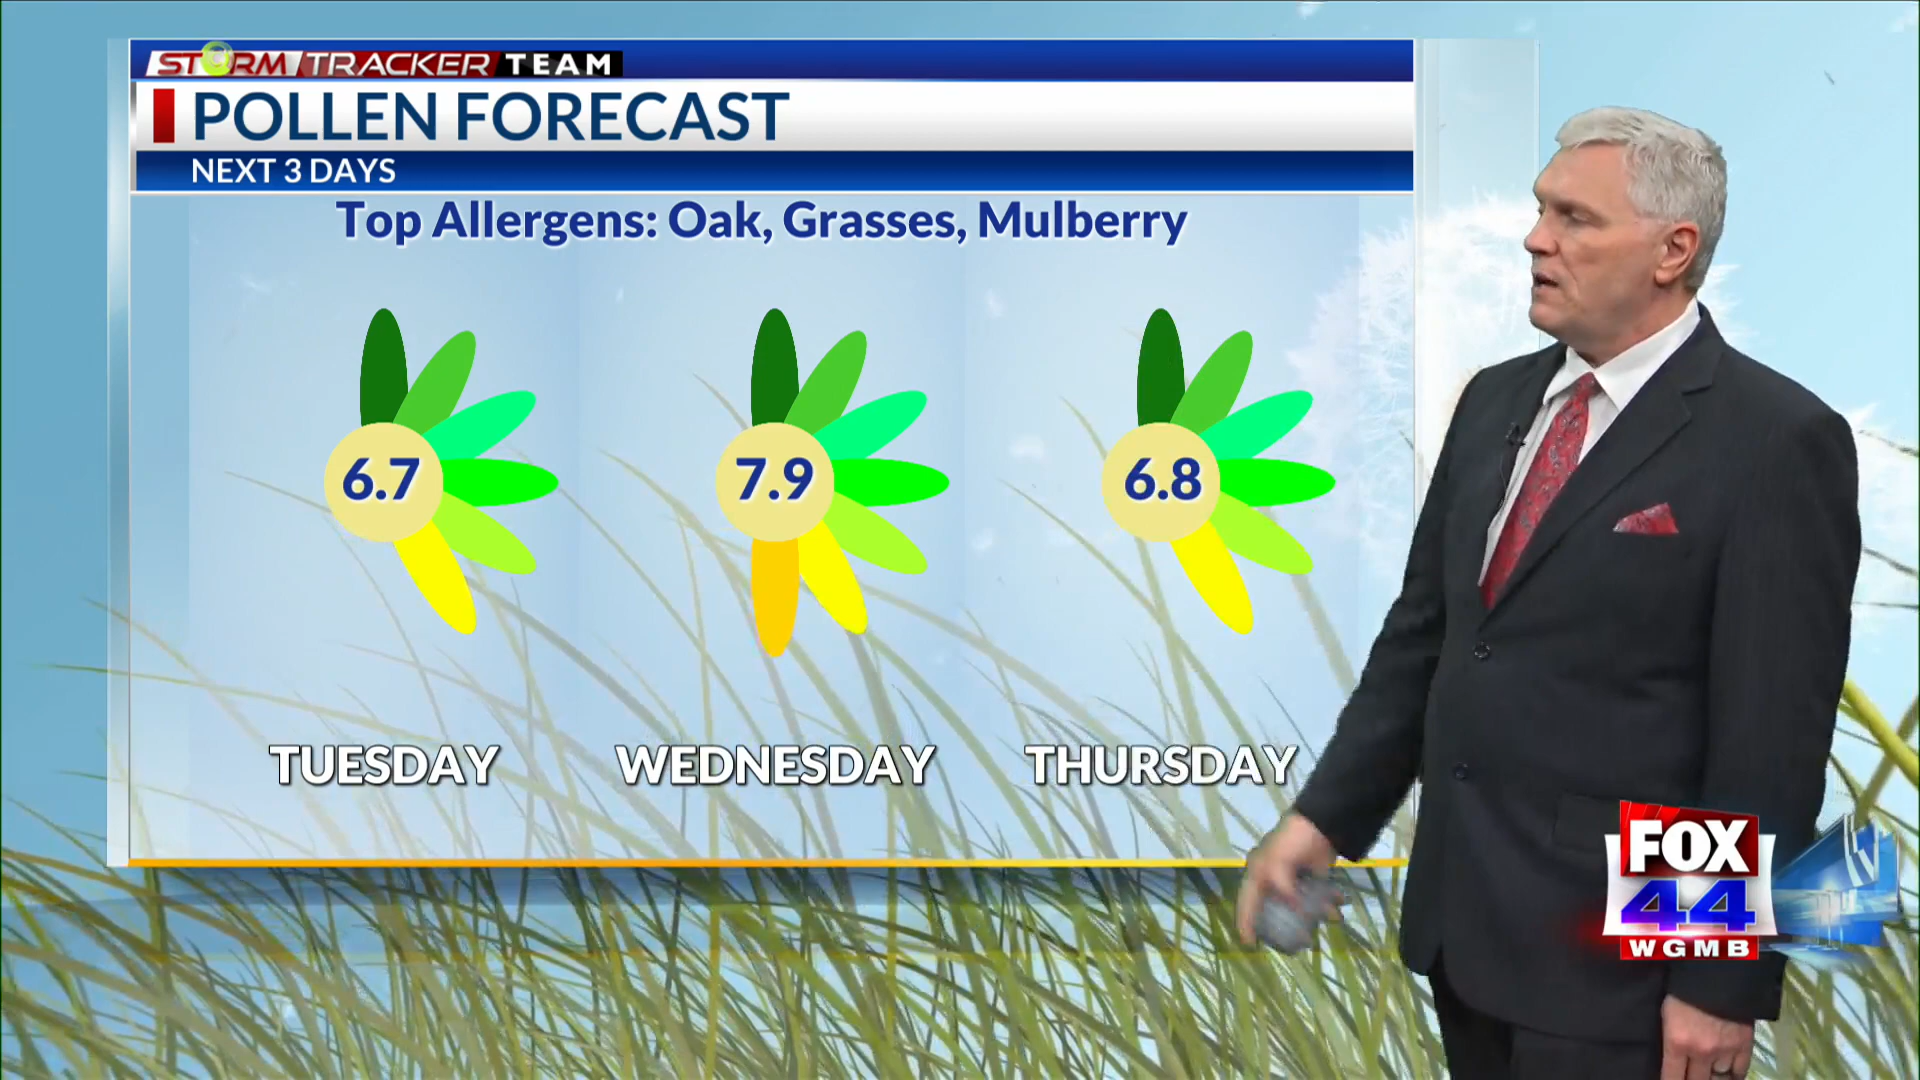 STORM TRACKER TEAM
POLLEN FORECAST
NEXT 3 DAYS
Top Allergens: Oak, Grasses, Mulberry
6.7
7.9
6.8
TUESDAY
WEDNESDAY
THURSDAY
FOX
44
WGMB